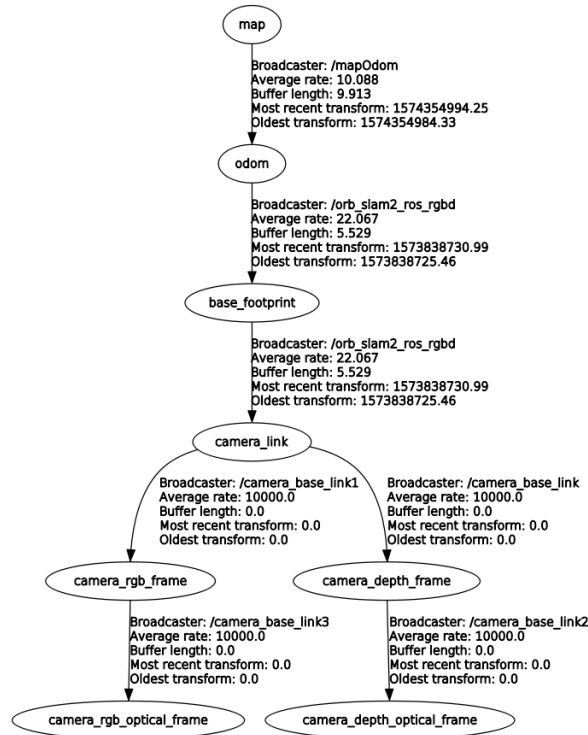 map
Broadcaster: /mapOdom
Average rate: 10.088
Buffer length: 9.913
Most recent transform: 1574354994.25
Oldest transform: 1574354984.33
odom
Broadcaster: /orb_slam2_ros_rgbd
Average rate: 22.067
Buffer length: 5.529
Most recent transform: 1573838730.99
Oldest transform: 1573838725.46
base_footprint
Broadcaster: /orb_slam2_ros_rgbd
Average rate: 22.067
Buffer length: 5.529
Most recent transform: 1573838730.99
Oldest transform: 1573838725.46
camera_link
Broadcaster: /camera_base_link1
Average rate: 10000.0
Buffer length: 0.0
Most recent transform: 0.0
Oldest transform: 0.0
Broadcaster: /camera_base_link
Average rate: 10000.0
Buffer length: 0.0
Most recent transform: 0.0
Oldest transform: 0.0
camera_rgb_frame
camera_depth_frame
Broadcaster: /camera_base_link3
Average rate: 10000.0
Buffer length: 0.0
Most recent transform: 0.0
Oldest transform: 0.0
Broadcaster: /camera_base_link2
Average rate: 10000.0
Buffer length: 0.0
Most recent transform: 0.0
Oldest transform: 0.0
camera_rgb_optical_frame
camera_depth_optical_frame